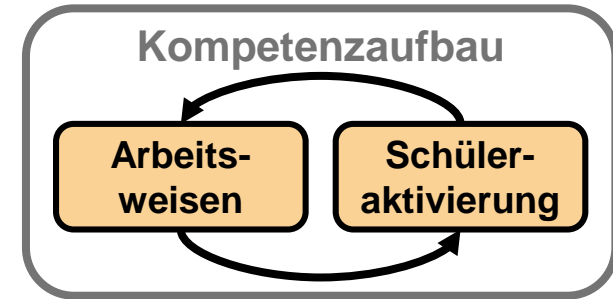 Kompetenzaufbau
Arbeits-
weisen
Schüler-
aktivierung